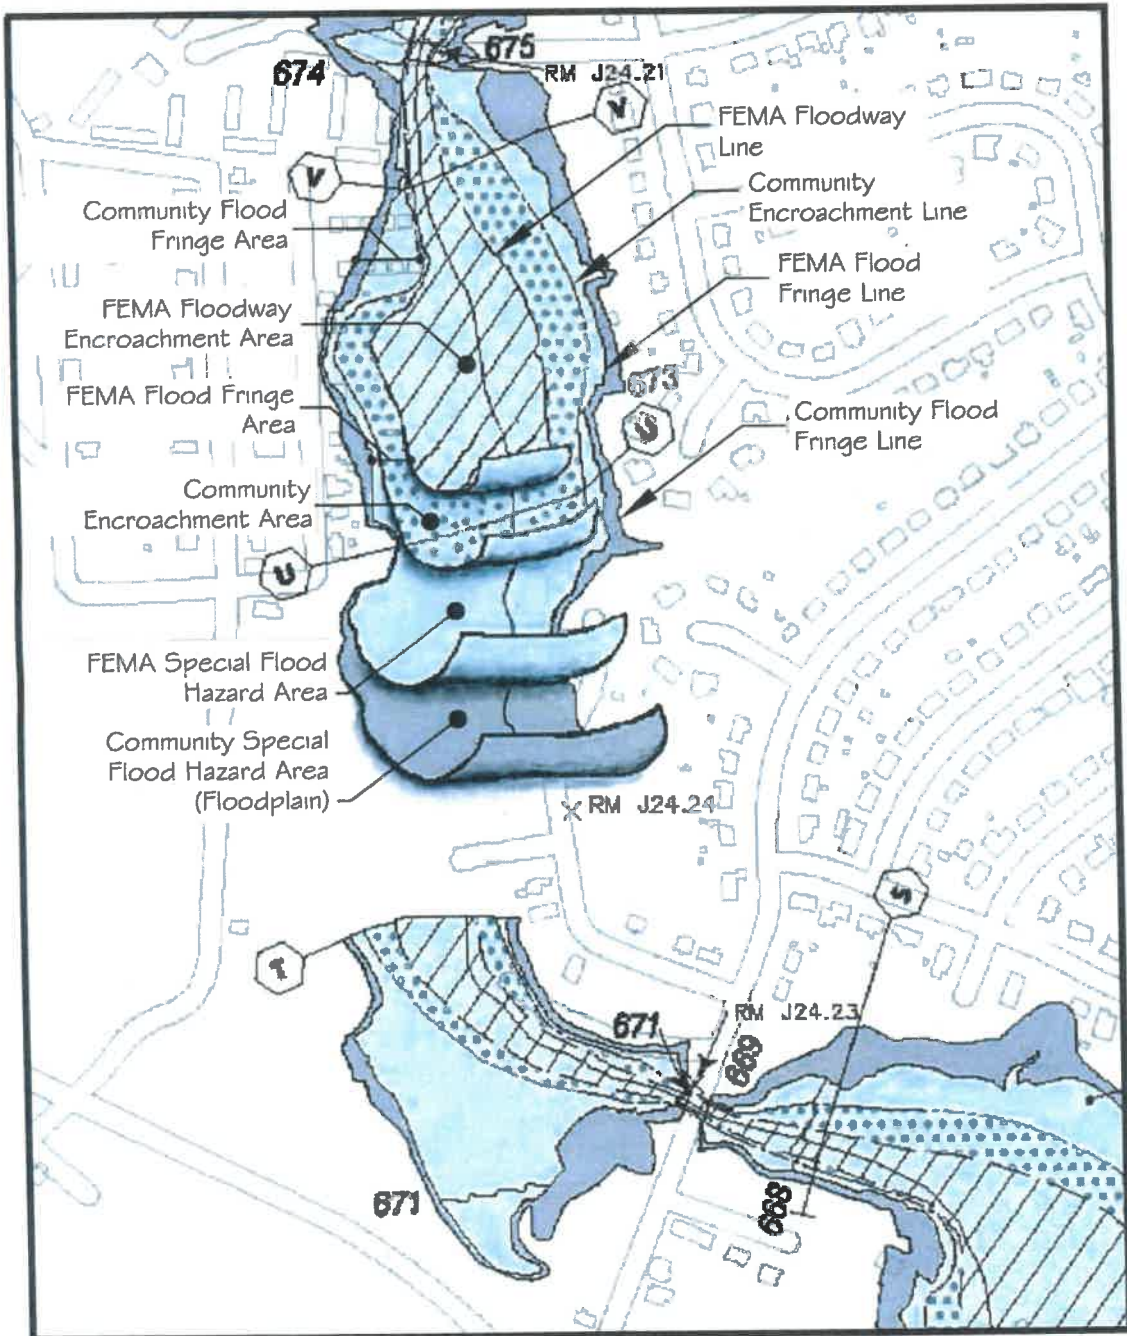 675
674
RM J24.21
V
FEMA Floodway
Line
V
Community
Encroachment Line
Community Flood
Fringe Area
FEMA Flood
Fringe Line
FEMA Floodway
Encroachment Area
673
FEMA Flood Fringe
Area
Community Flood
Fringe Line
U
Community
Encroachment Area
U
FEMA Special Flood
Hazard Area
Community Special
Flood Hazard Area
(Floodplain)
RM J24.24
S
T
RM J24.23
671
669
671
668